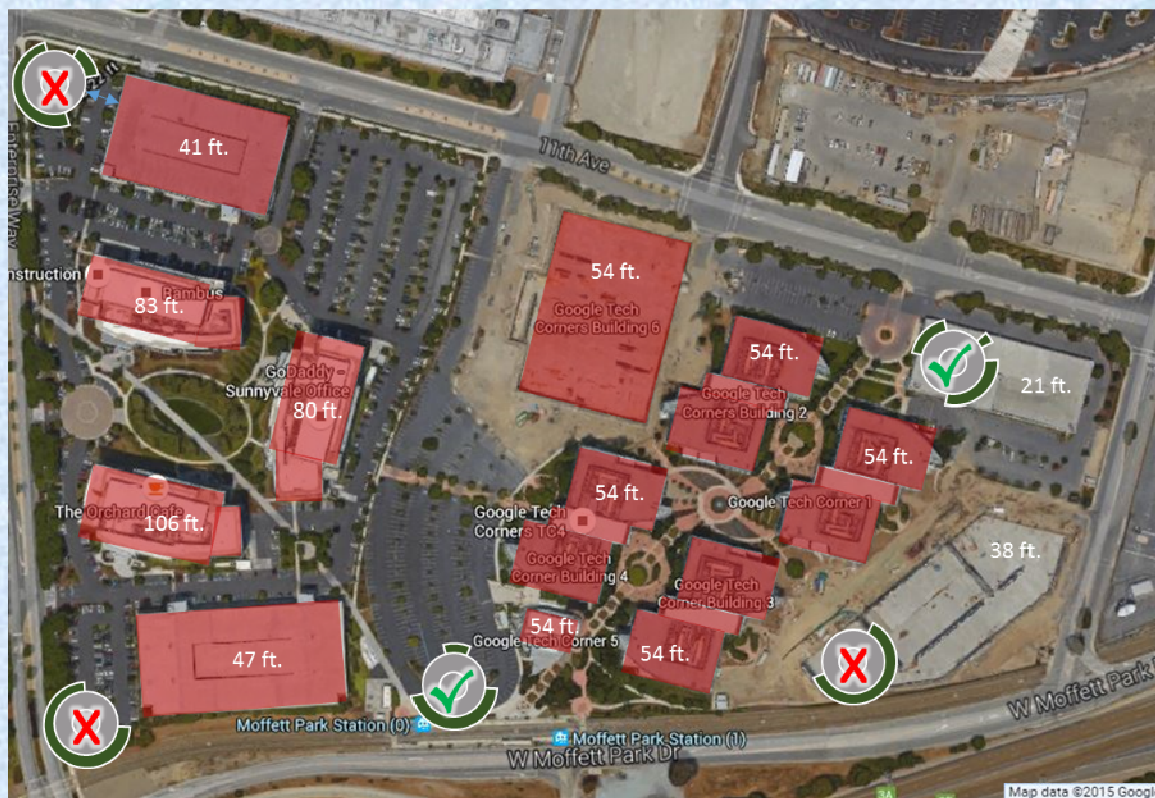 22 ft
41 ft.
11th Ave
Enterprise Way
nstruction
Bambus
83 ft.
54 ft.
Google Tech
Corners Building 6
GoDaddy -
Sunnyvale Office
80 ft.
54 ft.
Google Tech
Corners Building 2
21 ft.
54 ft.
The Orchard Cafe
106 ft.
54 ft.
Google Tech
Corners TC4
Google Tech Corner 1
Google Tech
Corner Building 4
38 ft.
Google Tech
Corner Building 3
54 ft.
Google Tech Corner 5
54 ft.
47 ft.
Moffett Park Station (0)
Moffett Park Station (1)
W Moffett Park Dr
W Moffett Park
3A
Map data ©2015 Google